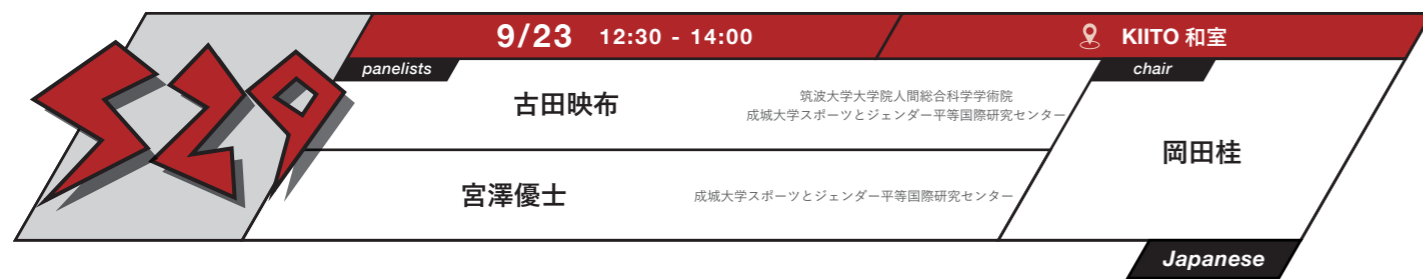 S29
9/23 12:30 - 14:00
KIITO 和室
panelists
chair
古田映布
筑波大学大学院人間総合科学学術院
成城大学スポーツとジェンダー平等国際研究センター
岡田桂
宮澤優士
成城大学スポーツとジェンダー平等国際研究センター
Japanese